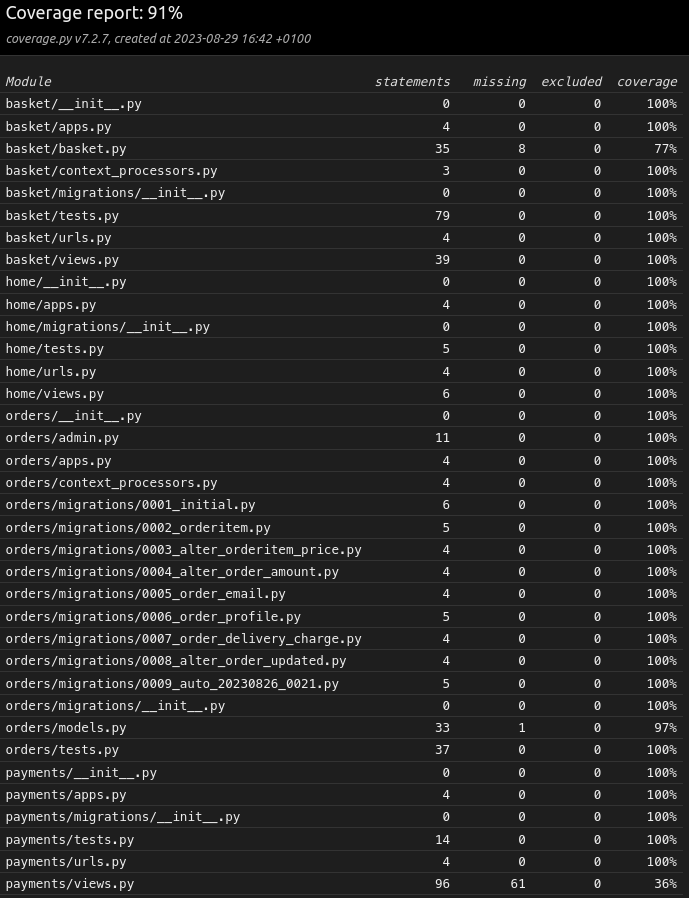 Coverage report: 91%
coverage.py v7.2.7, created at 2023-08-29 16:42 +0100
Module statements missing excluded coverage
basket/__init__.py 0 0 0 100%
basket/apps.py 4 0 0 100%
basket/basket.py 35 8 0 77%
basket/context_processors.py 3 0 0 100%
basket/migrations/__init__.py 0 0 0 100%
basket/tests.py 79 0 0 100%
basket/urls.py 4 0 0 100%
basket/views.py 39 0 0 100%
home/__init__.py 0 0 0 100%
home/apps.py 4 0 0 100%
home/migrations/__init__.py 0 0 0 100%
home/tests.py 5 0 0 100%
home/urls.py 4 0 0 100%
home/views.py 6 0 0 100%
orders/__init__.py 0 0 0 100%
orders/admin.py 11 0 0 100%
orders/apps.py 4 0 0 100%
orders/context_processors.py 4 0 0 100%
orders/migrations/0001_initial.py 6 0 0 100%
orders/migrations/0002_orderitem.py 5 0 0 100%
orders/migrations/0003_alter_orderitem_price.py 4 0 0 100%
orders/migrations/0004_alter_order_amount.py 4 0 0 100%
orders/migrations/0005_order_email.py 4 0 0 100%
orders/migrations/0006_order_profile.py 5 0 0 100%
orders/migrations/0007_order_delivery_charge.py 4 0 0 100%
orders/migrations/0008_alter_order_updated.py 4 0 0 100%
orders/migrations/0009_auto_20230826_0021.py 5 0 0 100%
orders/migrations/__init__.py 0 0 0 100%
orders/models.py 33 1 0 97%
orders/tests.py 37 0 0 100%
payments/__init__.py 0 0 0 100%
payments/apps.py 4 0 0 100%
payments/migrations/__init__.py 0 0 0 100%
payments/tests.py 14 0 0 100%
payments/urls.py 4 0 0 100%
payments/views.py 96 61 0 36%